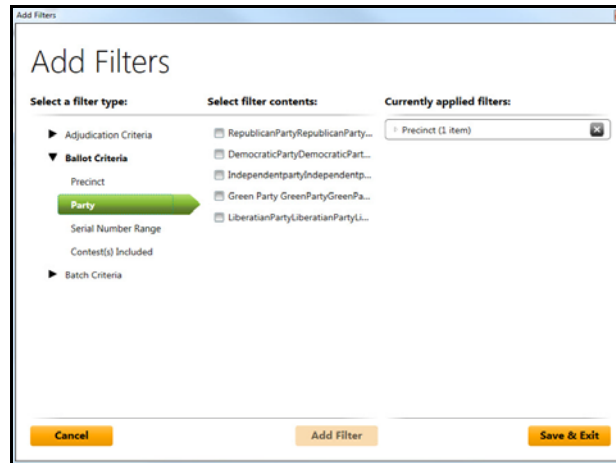 Add Filters
Add Filters
Select a filter type:
Adjudication Criteria
Ballot Criteria
Precinct
Party
Serial Number Range
Contest(s) Included
Batch Criteria
Select filter contents:
RepublicanPartyRepublicanParty...
DemocraticPartyDemocraticPart...
IndependentpartyIndependentp...
Green Party GreenPartyGreenPa...
LiberatianPartyLiberatianPartyLi...
Currently applied filters:
Precinct (1 item)
Cancel
Add Filter
Save & Exit